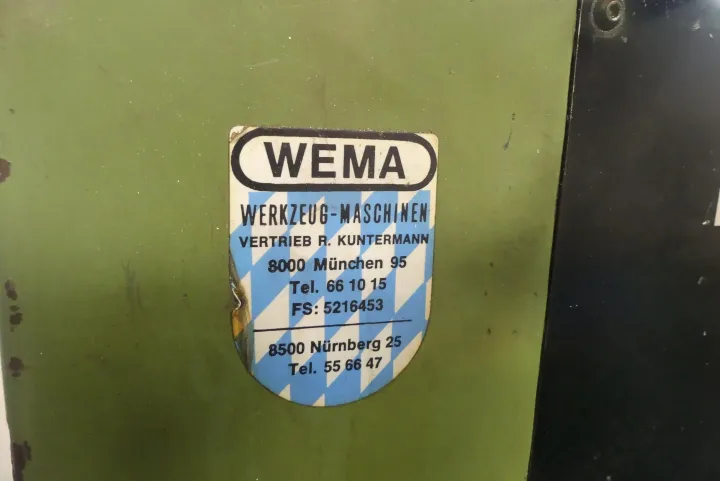 WEMA
WERKZEUG-MASCHINEN
VERTRIEB R. KUNTERMANN
8000 München 95
Tel. 66 10 15
FS: 5216453
8500 Nürnberg 25
Tel. 55 66 47